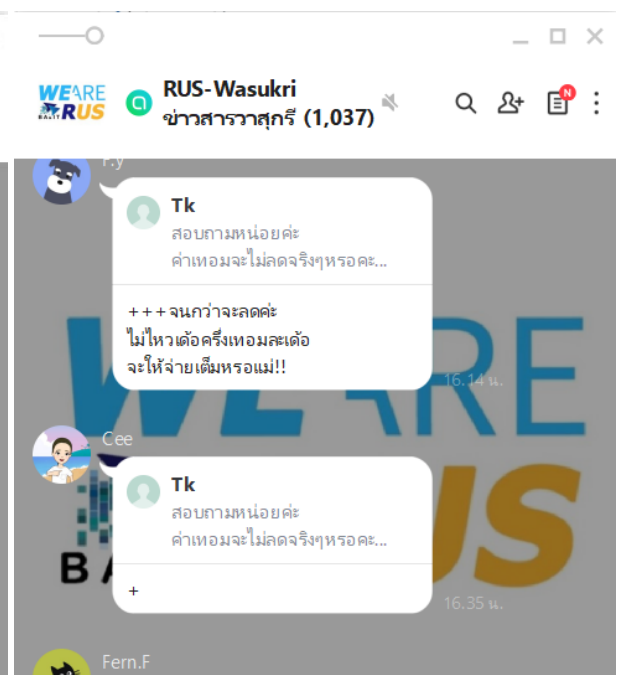 WE ARE
RUS
RUS-Wasukri
ข่าวสารวาสุกรี (1,037)
N
F.y
Tk
สอบถามหน่อยค่ะ
ค่าเทอมจะไม่ลดจริงๆหรอคะ...
+++จนกว่าจะลดค่ะ
ไม่ไหวเด้อครึ่งเทอมละเด้อ
จะให้จ่ายเต็มหรอแม่!!
16.14 น.
WE ARE
Cee
Tk
สอบถามหน่อยค่ะ
ค่าเทอมจะไม่ลดจริงๆหรอคะ...
+
16.35 น.
Fern.F